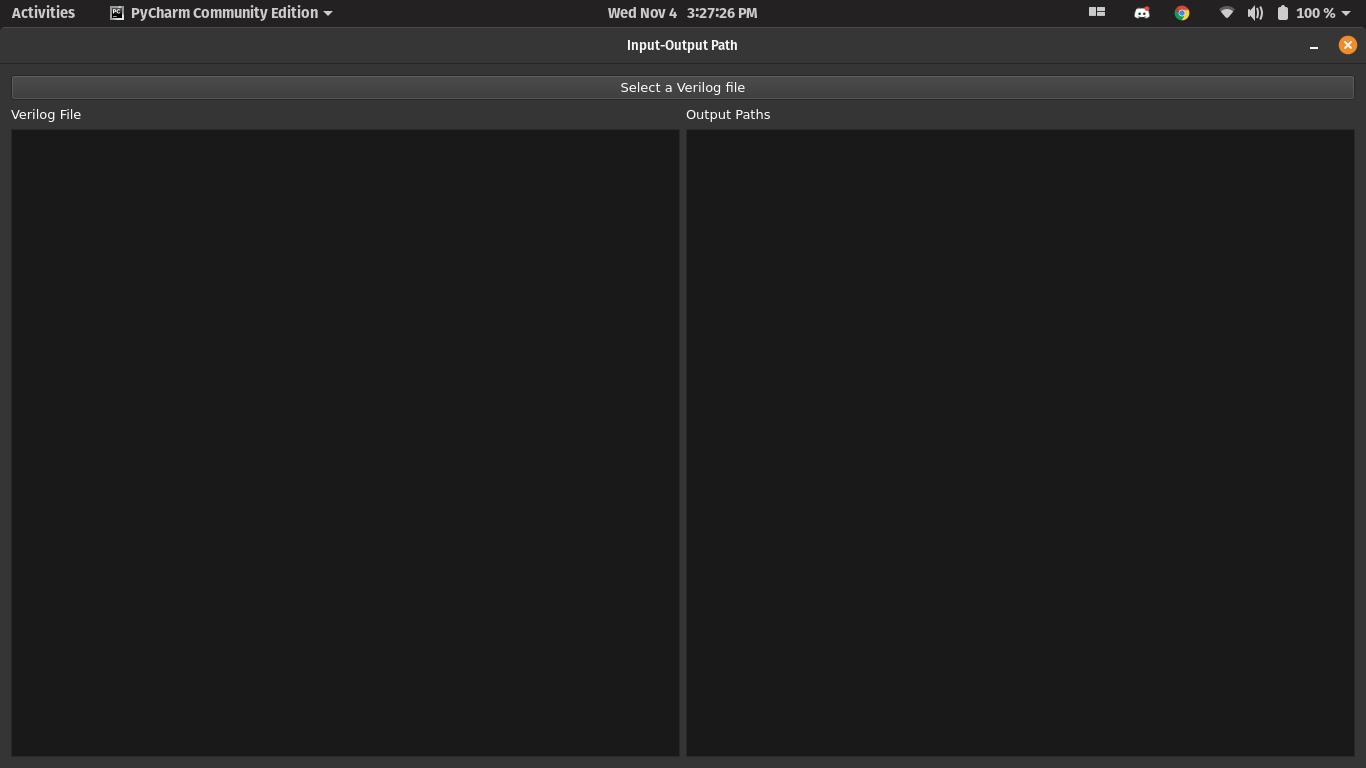 Activities PyCharm Community Edition Wed Nov 4 3:27:26 PM 100 %
Input-Output Path
Select a Verilog file
Verilog File Output Paths